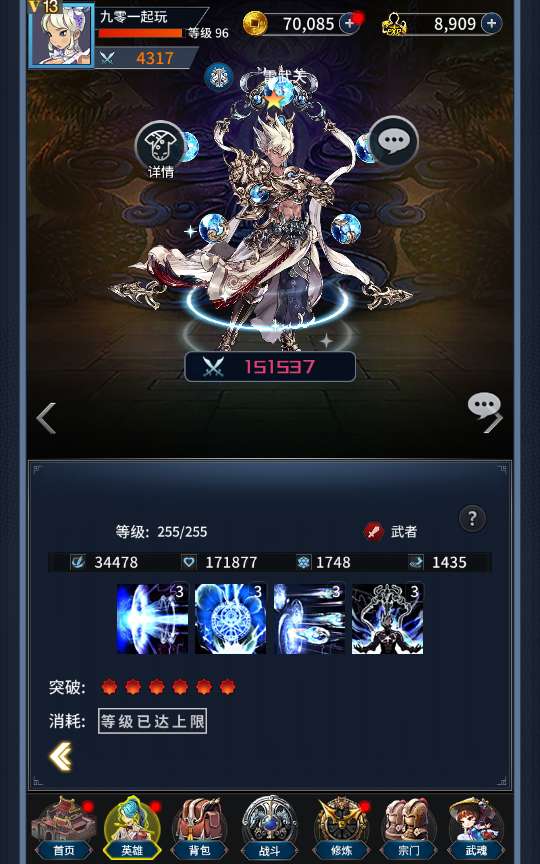 V13
九零一起玩
70,085
8,909
等级 96
4317
详情
151537
等级: 255/255
?
武者
34478
171877
1748
1435
3
3
3
3
突破:
消耗: 等级已达上限
首页
英雄
背包
战斗
修炼
宗门
武魂